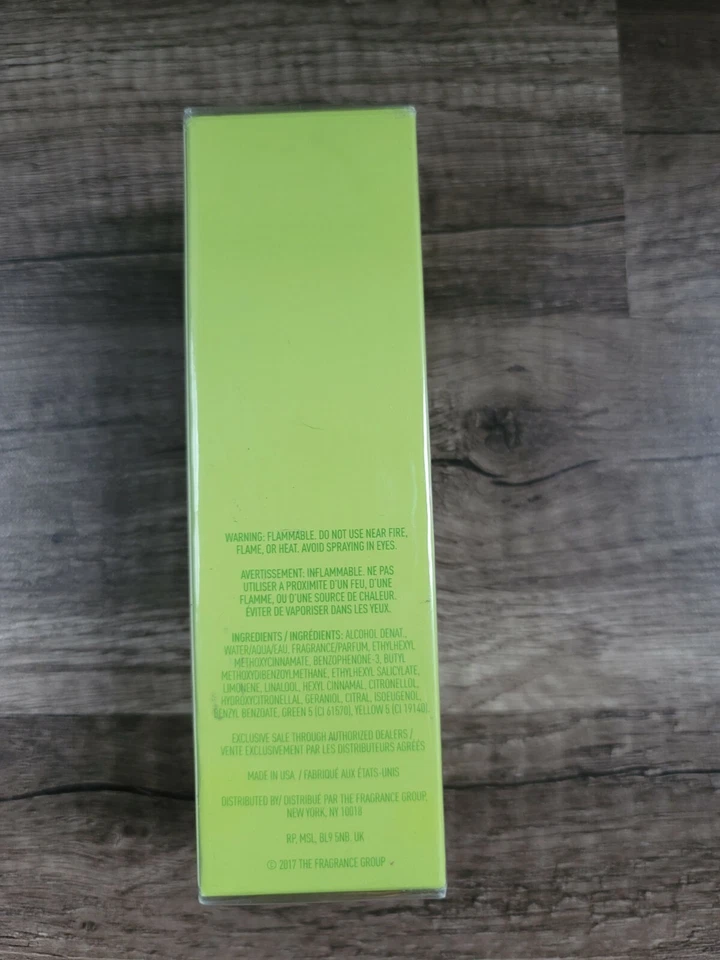 WARNING: FLAMMABLE. DO NOT USE NEAR FIRE,
FLAME, OR HEAT. AVOID SPRAYING IN EYES.
AVERTISSEMENT: INFLAMMABLE. NE PAS
UTILISER A PROXIMITE D'UN FEU, D'UNE
FLAMME, OU D'UNE SOURCE DE CHALEUR.
ÉVITER DE VAPORISER DANS LES YEUX.
INGREDIENTS / INGRÉDIENTS: ALCOHOL DENAT.,
WATER/AQUA/EAU, FRAGRANCE/PARFUM, ETHYLHEXYL
METHOXYCINNAMATE, BENZOPHENONE-3, BUTYL
METHOXYDIBENZOYLMETHANE, ETHYLHEXYL SALICYLATE,
LIMONENE, LINALOOL, HEXYL CINNAMAL, CITRONELLOL,
HYDROXYCITRONELLAL, GERANIOL, CITRAL, ISOEUGENOL,
BENZYL BENZOATE, GREEN 5 (CI 61570), YELLOW 5 (CI 19140).
EXCLUSIVE SALE THROUGH AUTHORIZED DEALERS /
VENTE EXCLUSIVEMENT PAR LES DISTRIBUTEURS AGRÉÉS
MADE IN USA / FABRIQUÉ AUX ÉTATS-UNIS
DISTRIBUTED BY/ DISTRIBUÉ PAR THE FRAGRANCE GROUP,
NEW YORK, NY 10018
RP, MSL, BL9 5NB. UK
© 2017 THE FRAGRANCE GROUP